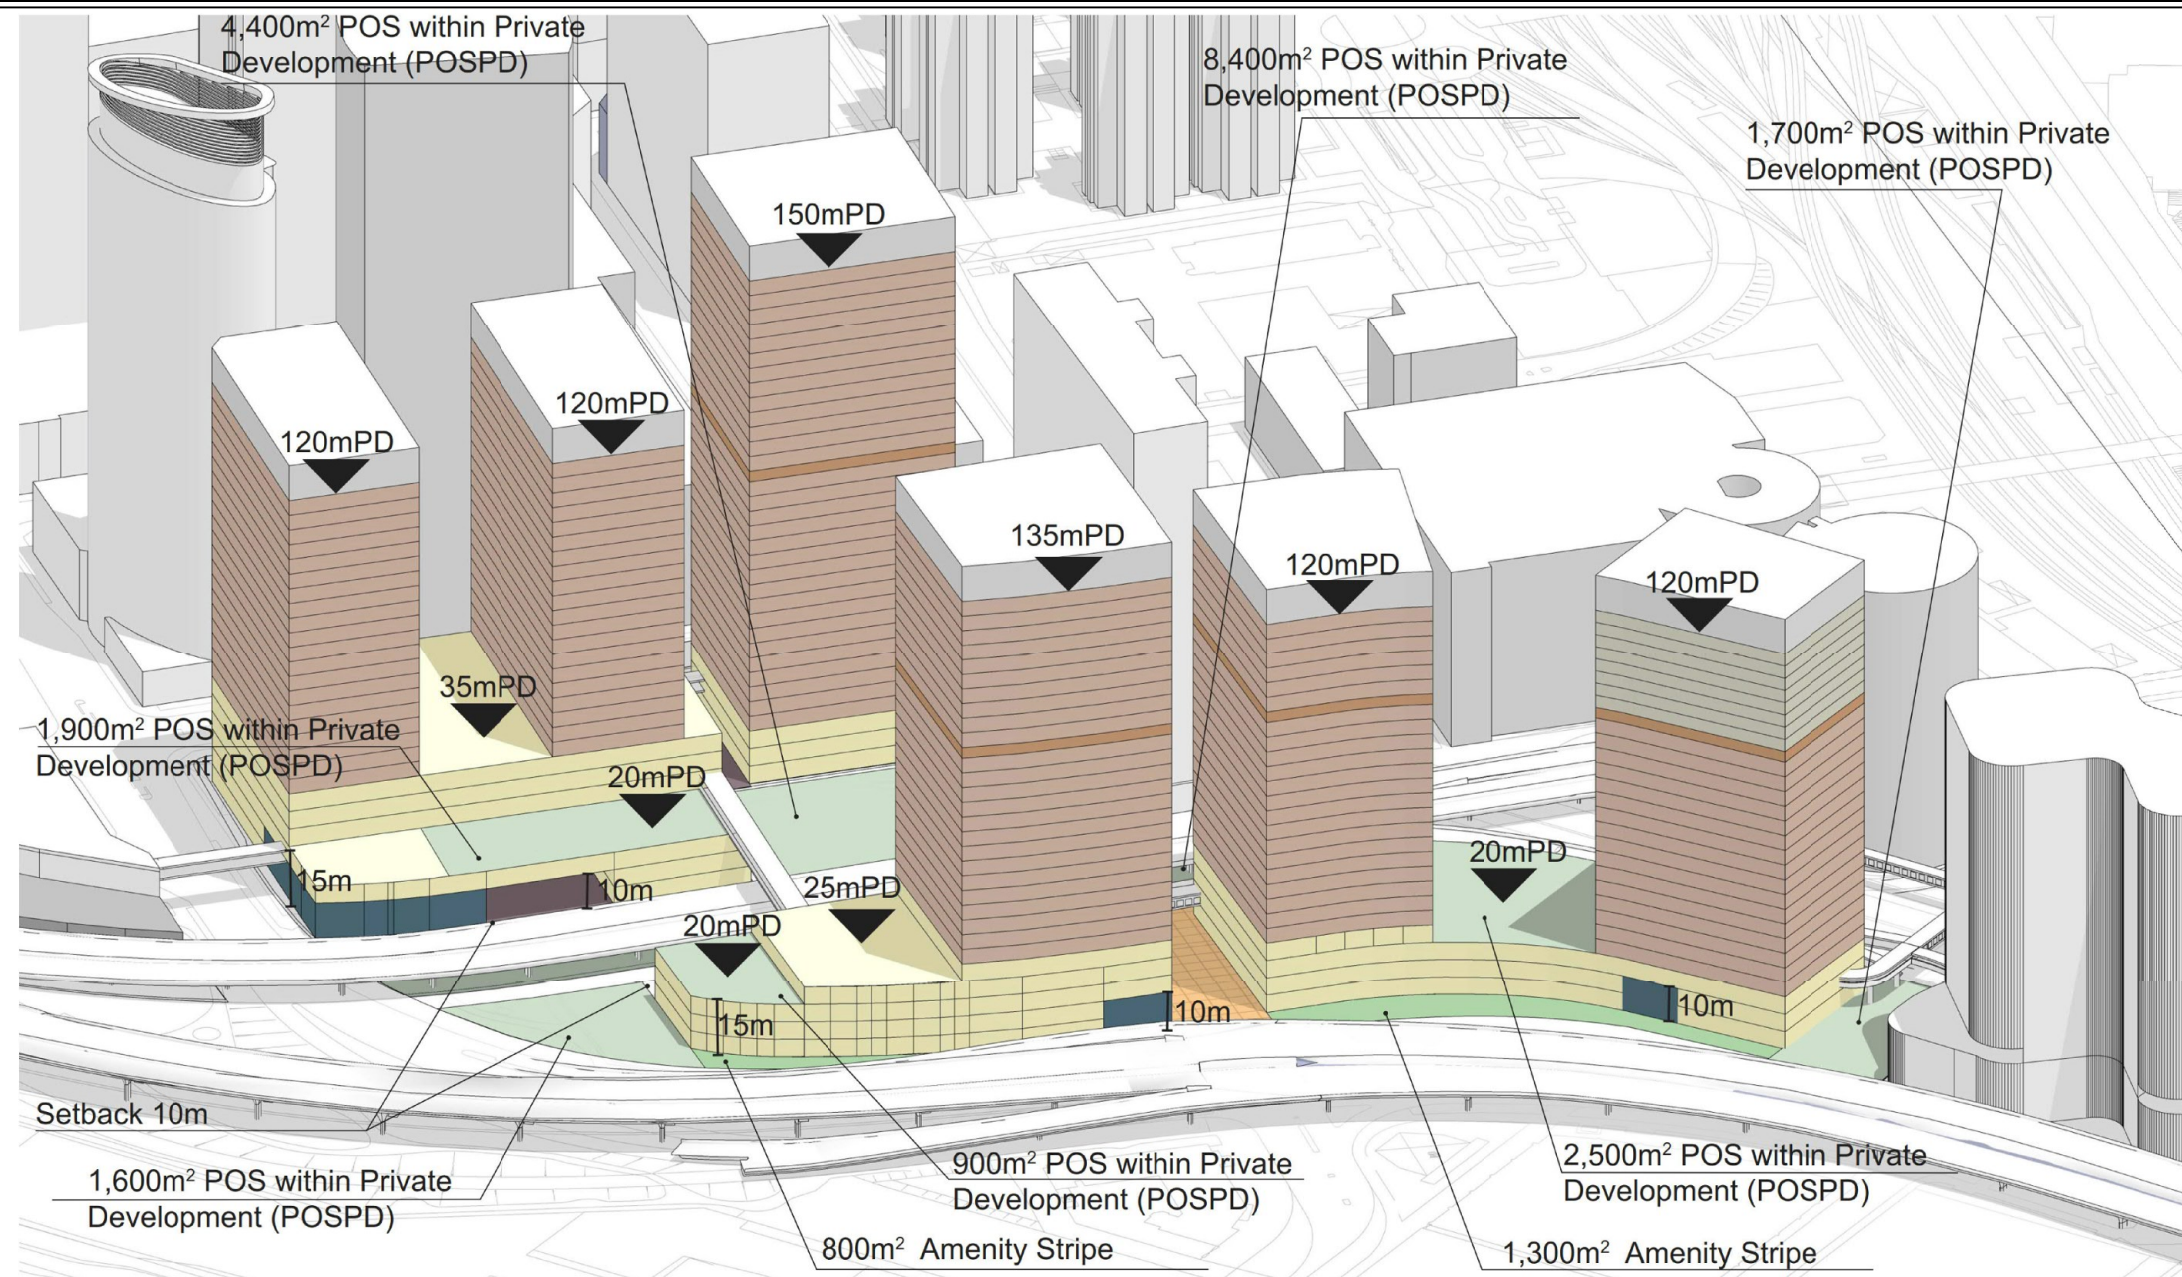 4,400m² POS within Private
Development (POSPD)
8,400m² POS within Private
Development (POSPD)
1,700m² POS within Private
Development (POSPD)
150mPD
120mPD
120mPD
135mPD
120mPD
120mPD
35mPD
1,900m² POS within Private
Development (POSPD)
20mPD
20mPD
15m
10m
25mPD
20mPD
15m
10m
10m
Setback 10m
1,600m² POS within Private
Development (POSPD)
900m² POS within Private
Development (POSPD)
2,500m² POS within Private
Development (POSPD)
800m² Amenity Stripe
1,300m² Amenity Stripe